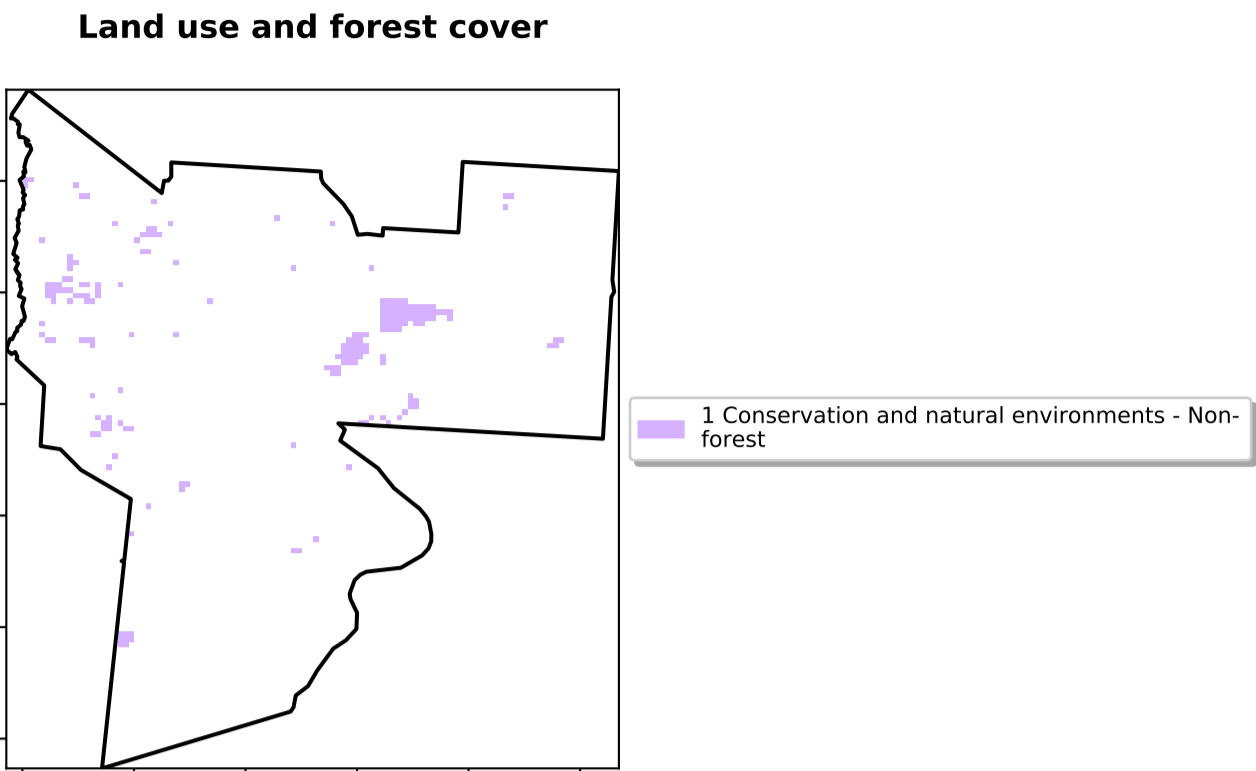 Land use and forest cover
1 Conservation and natural environments - Non-
forest